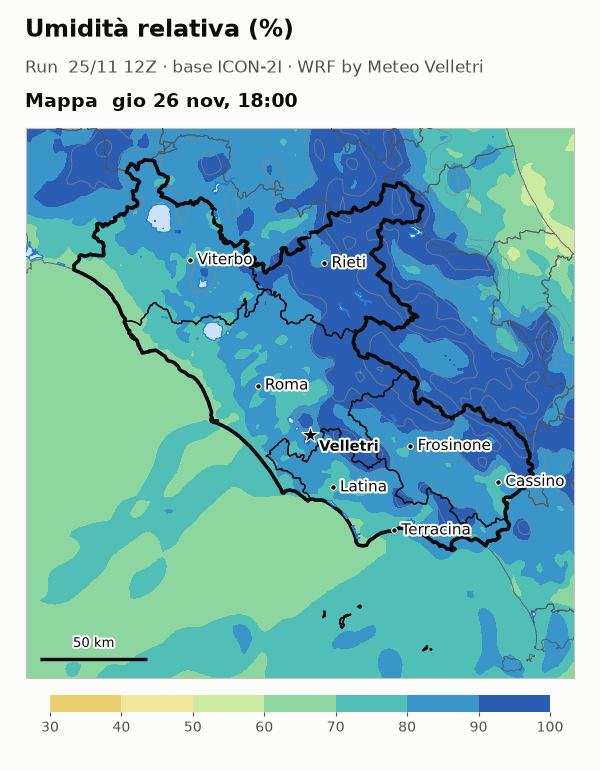 Umidità relativa (%)
Run  25/11 12Z · base ICON-2I · WRF by Meteo Velletri
Mappa  gio 26 nov, 18:00
Viterbo
Rieti
Roma
Velletri
Frosinone
Latina
Cassino
Terracina
50 km
30 40 50 60 70 80 90 100